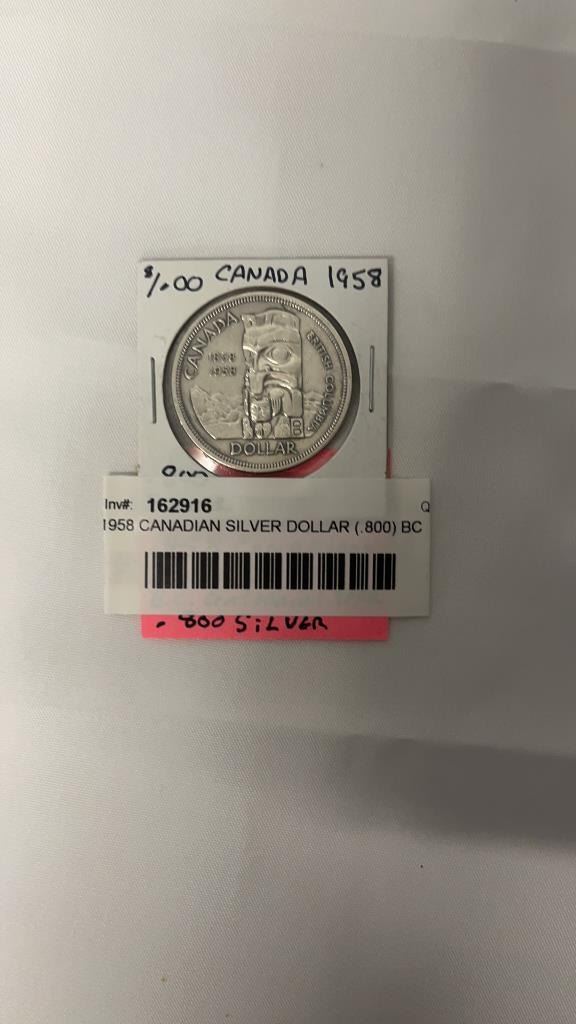 $1.00 CANADA 1958
CANADA
1858
1958
BRITISH COLUMBIA
DOLLAR
Inv#: 162916 Q
1958 CANADIAN SILVER DOLLAR (.800) BC
.800 SiLVER